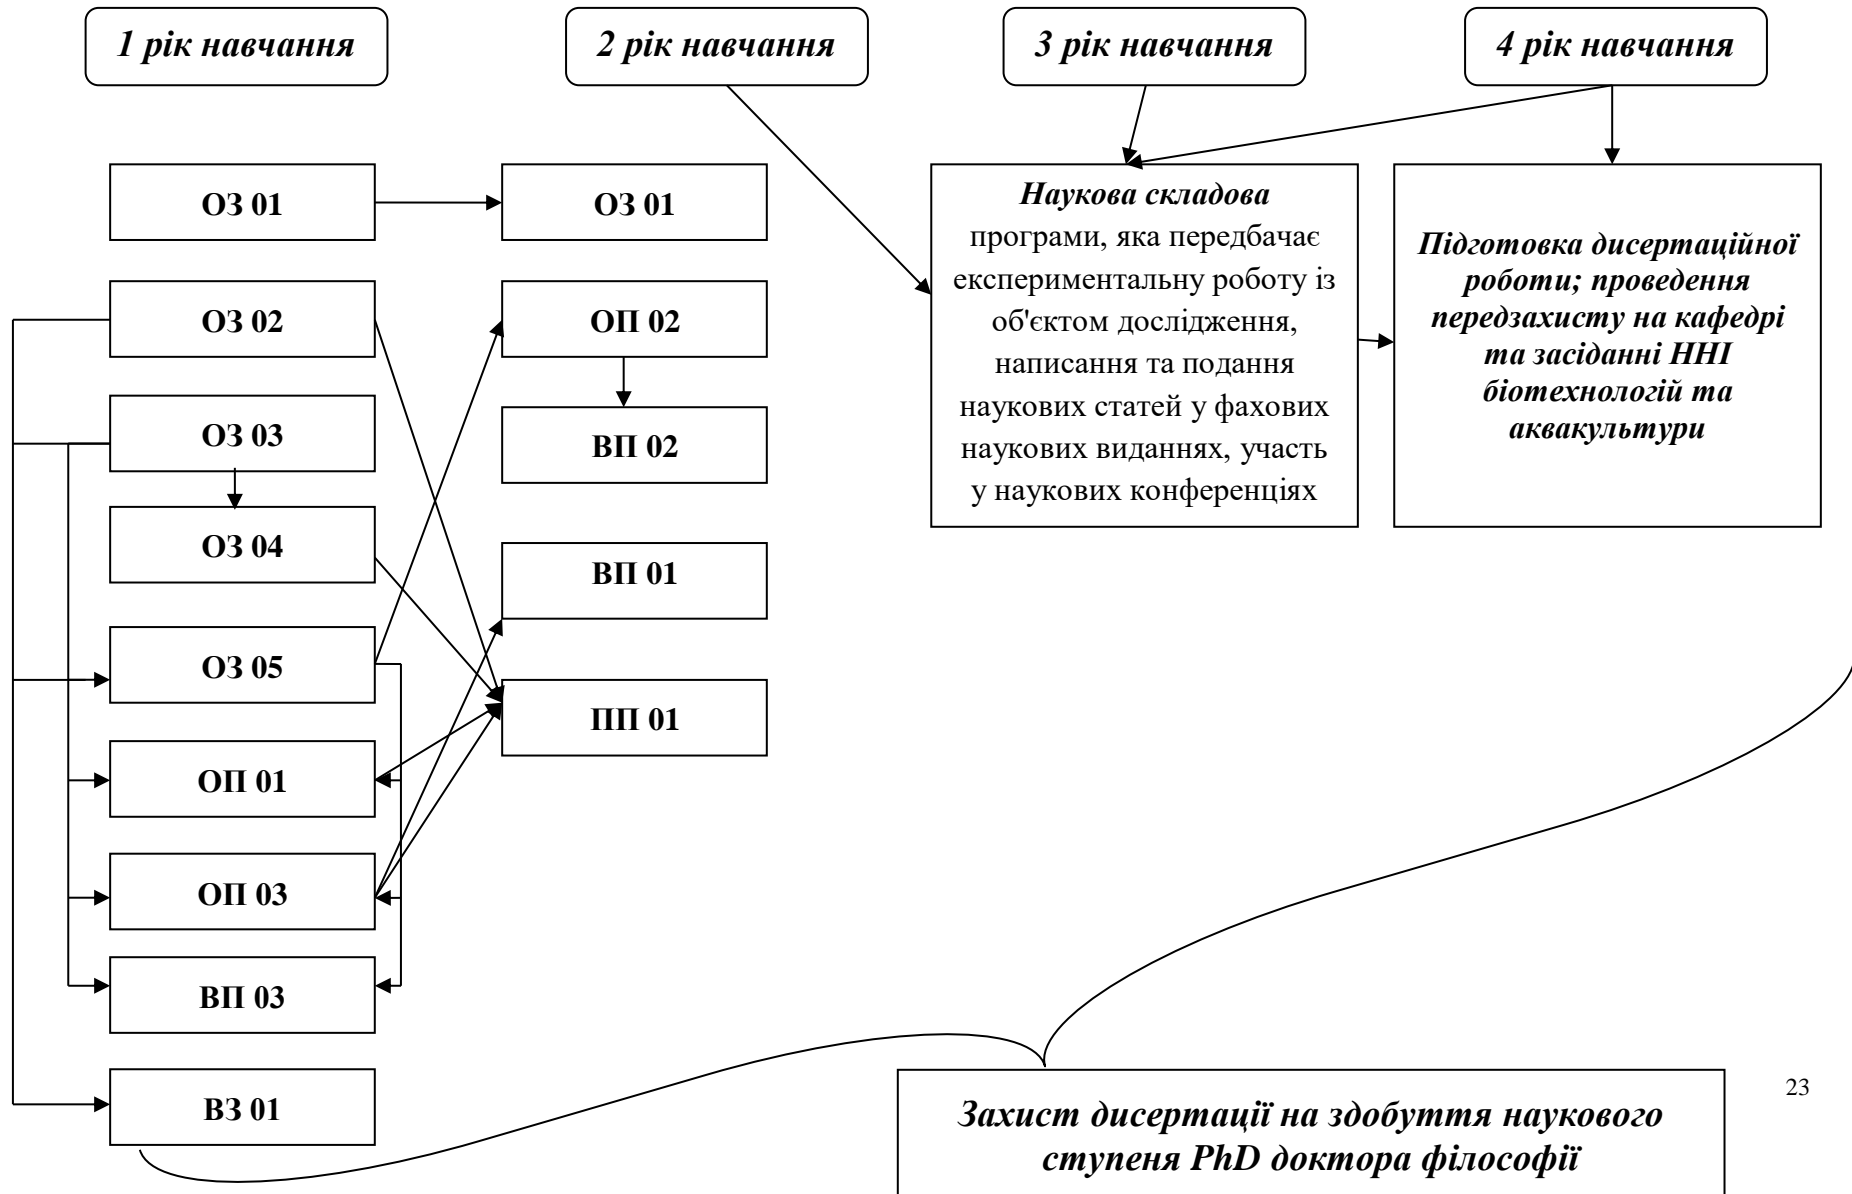 1 рік навчання
2 рік навчання
3 рік навчання
4 рік навчання
ОЗ 01
ОЗ 02
ОЗ 03
ОЗ 04
ОЗ 05
ОП 01
ОП 03
ВП 03
ВЗ 01
ОЗ 01
ОП 02
ВП 02
ВП 01
ПП 01
Наукова складова
програми, яка передбачає
експериментальну роботу із
об'єктом дослідження,
написання та подання
наукових статей у фахових
наукових виданнях, участь
у наукових конференціях
Підготовка дисертаційної
роботи; проведення
передзахисту на кафедрі
та засіданні ННІ
біотехнологій та
аквакультури
Захист дисертації на здобуття наукового
ступеня PhD доктора філософії
23